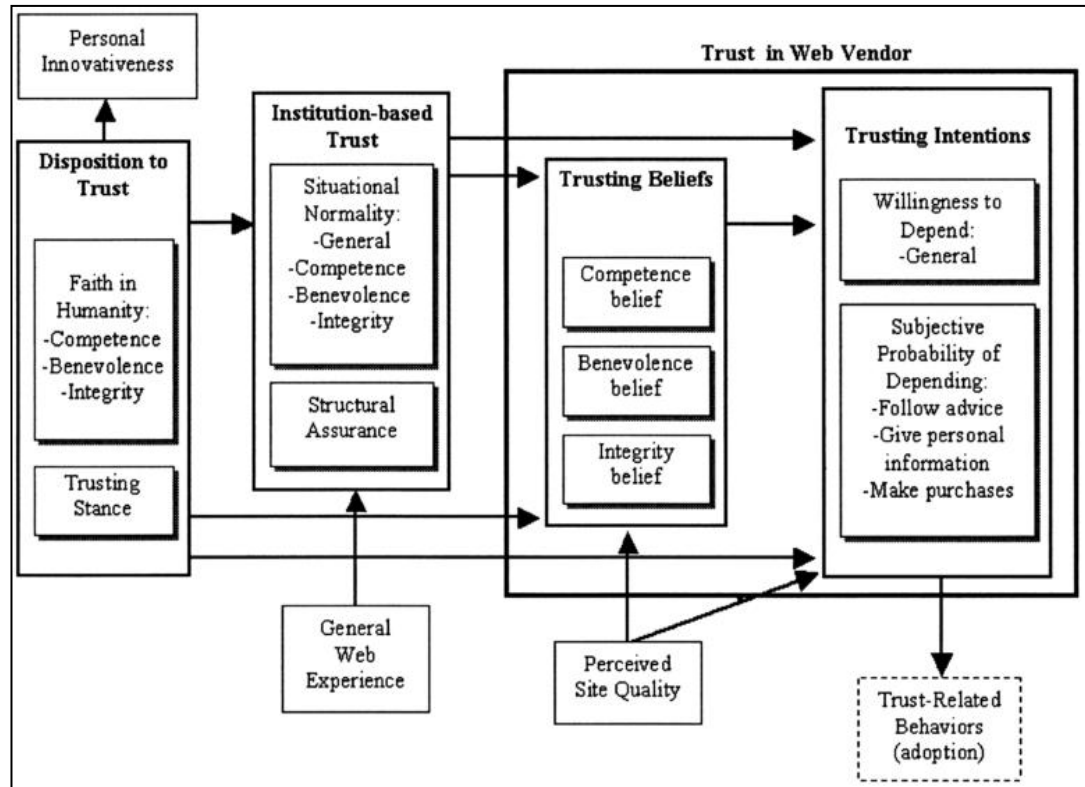 Personal
Innovativeness
Trust in Web Vendor
Disposition to
Trust
Faith in
Humanity:
-Competence
-Benevolence
-Integrity
Trusting
Stance
Institution-based
Trust
Situational
Normality:
-General
-Competence
-Benevolence
-Integrity
Structural
Assurance
Trusting Beliefs
Competence
belief
Benevolence
belief
Integrity
belief
Trusting Intentions
Willingness to
Depend:
-General
Subjective
Probability of
Depending:
-Follow advice
-Give personal
information
-Make purchases
General
Web
Experience
Perceived
Site Quality
Trust-Related
Behaviors
(adoption)